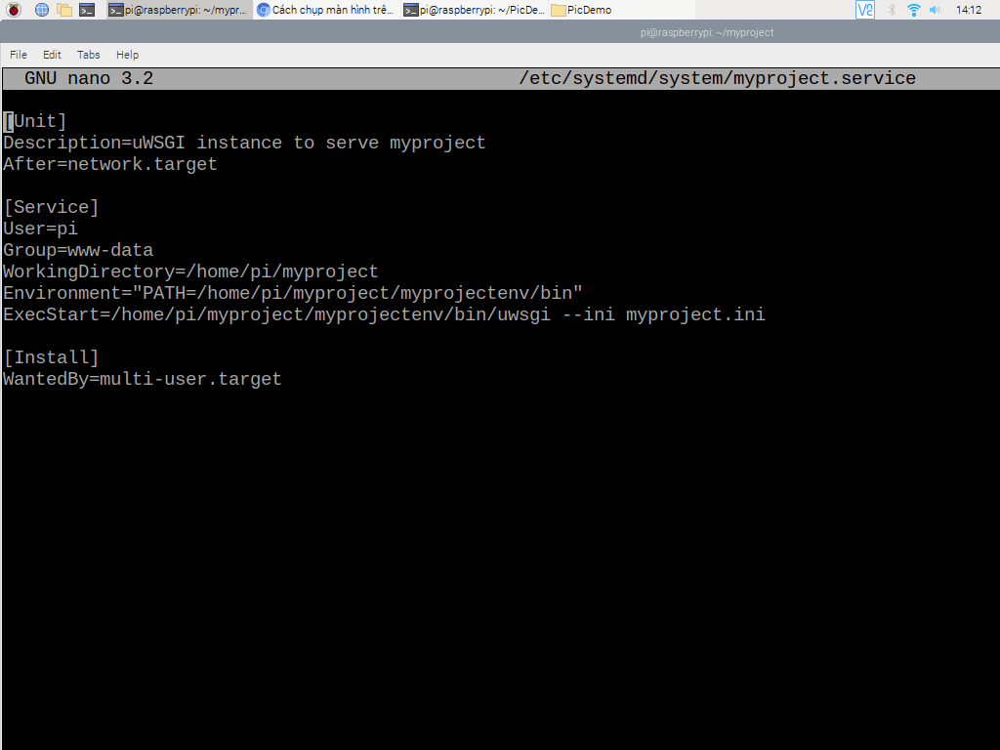 pi@raspberrypi: ~/mypr...
Cách chụp màn hình trê...
pi@raspberrypi: ~/PicDe...
PicDemo
14:12
pi@raspberrypi: ~/myproject
File Edit Tabs Help
GNU nano 3.2 /etc/systemd/system/myproject.service
[Unit]
Description=uWSGI instance to serve myproject
After=network.target
[Service]
User=pi
Group=www-data
WorkingDirectory=/home/pi/myproject
Environment="PATH=/home/pi/myproject/myprojectenv/bin"
ExecStart=/home/pi/myproject/myprojectenv/bin/uwsgi --ini myproject.ini
[Install]
WantedBy=multi-user.target